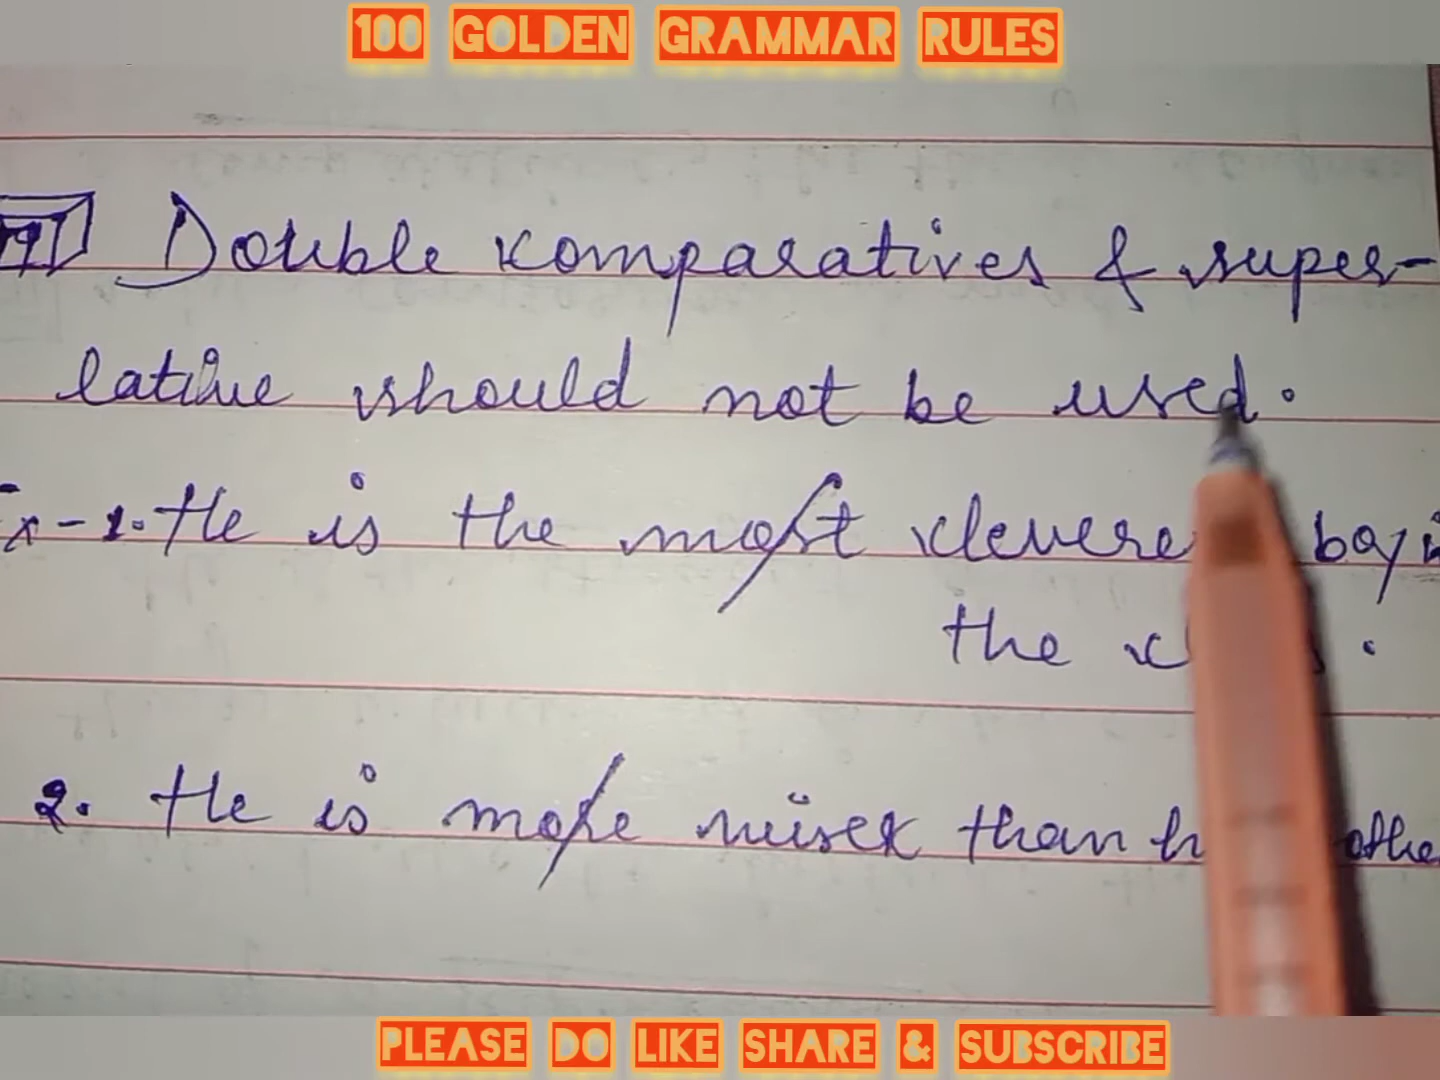 100 GOLDEN GRAMMAR RULES
Double comparatives & super-
lative should not be used.
Ex-1. He is the most boy
the
2. He is more wiser than
PLEASE DO LIKE SHARE & SUBSCRIBE